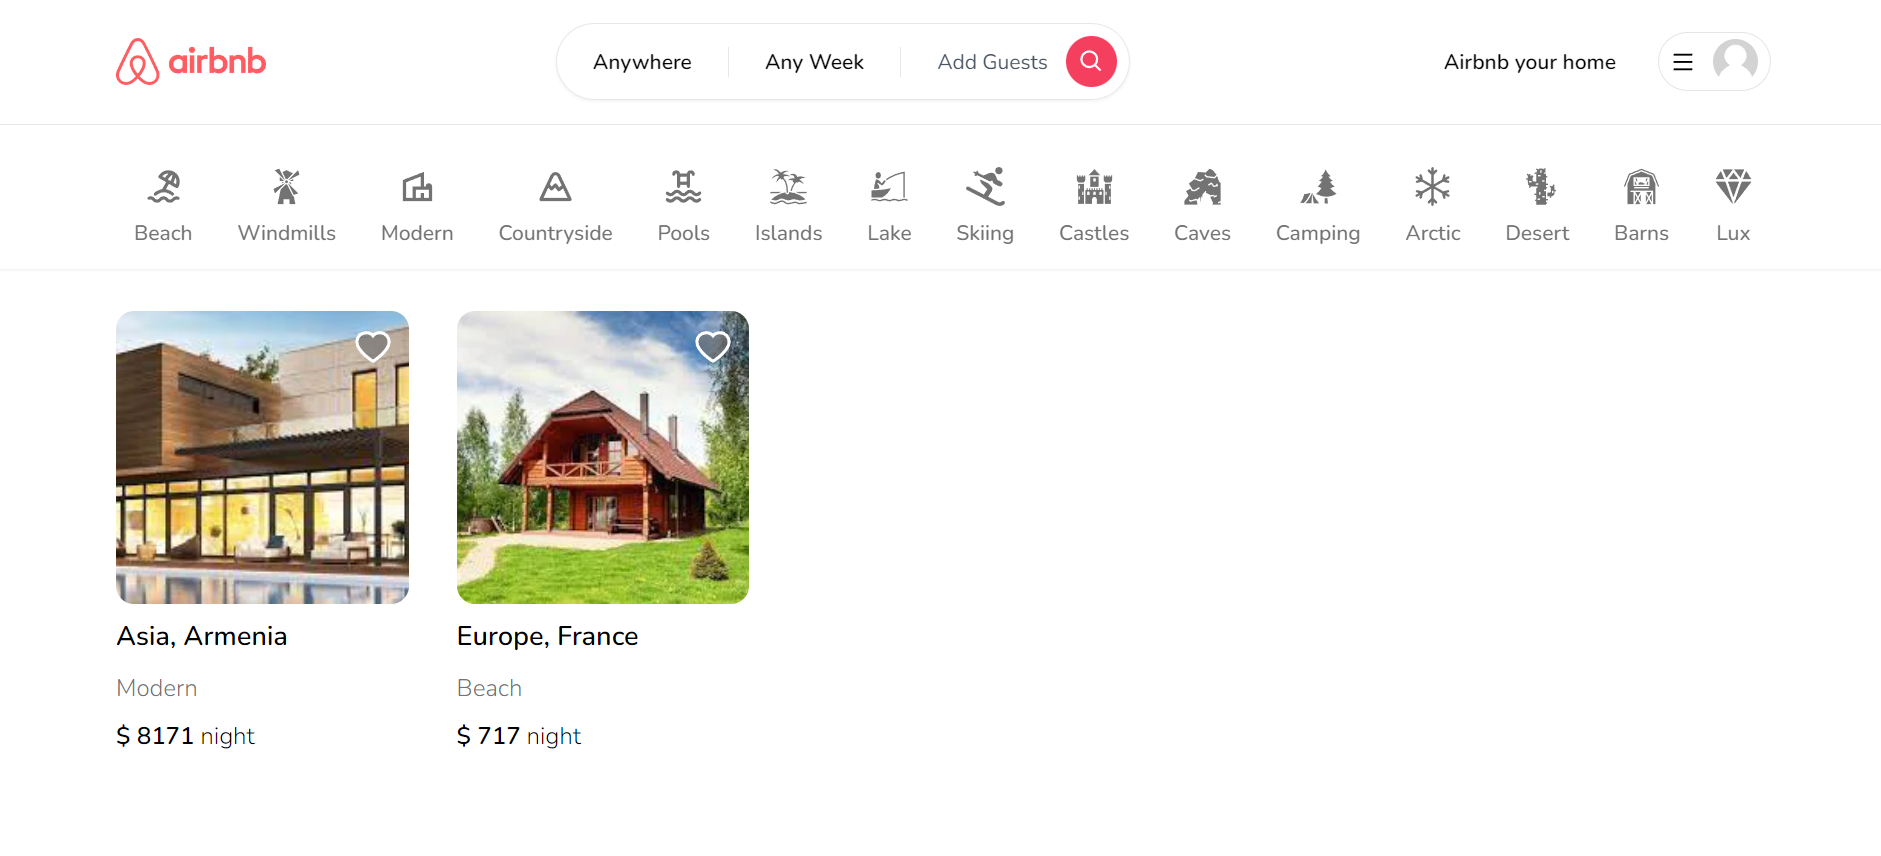 airbnb
Anywhere
Any Week
Add Guests
Airbnb your home
Beach
Windmills
Modern
Countryside
Pools
Islands
Lake
Skiing
Castles
Caves
Camping
Arctic
Desert
Barns
Lux
Asia, Armenia
Modern
$ 8171 night
Europe, France
Beach
$ 717 night